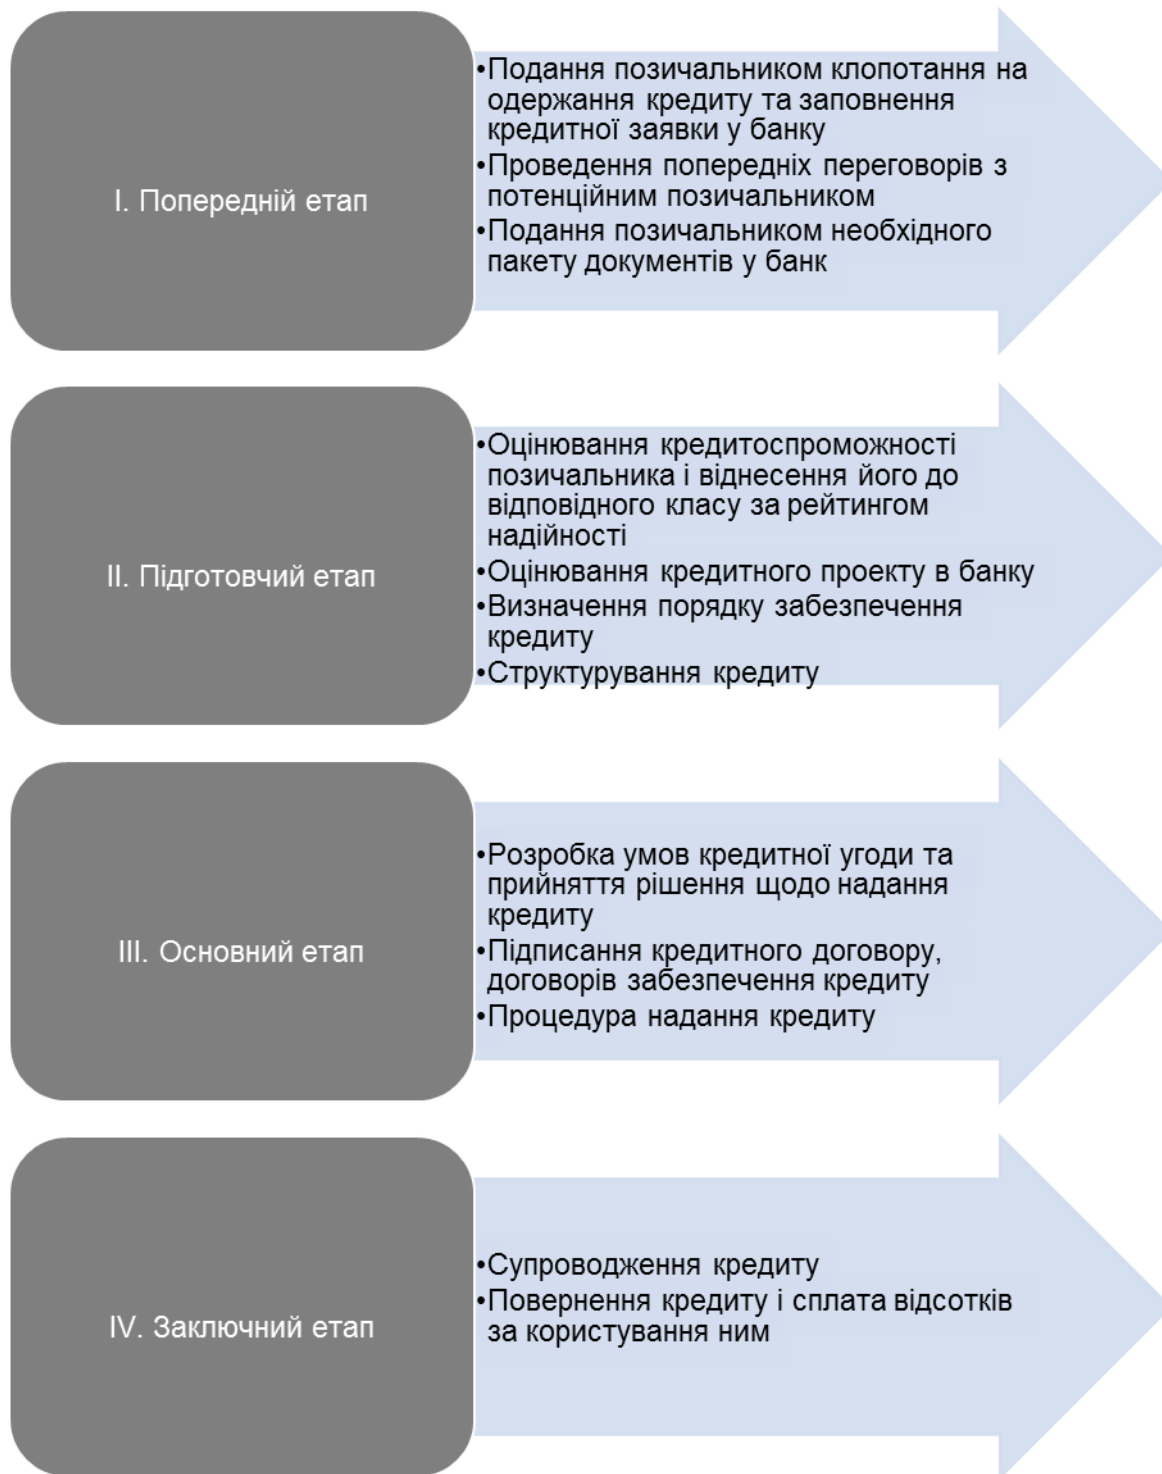 I. Попередній етап
•Подання позичальником клопотання на
одержання кредиту та заповнення
кредитної заявки у банку
•Проведення попередніх переговорів з
потенційним позичальником
•Подання позичальником необхідного
пакету документів у банк
II. Підготовчий етап
•Оцінювання кредитоспроможності
позичальника і віднесення його до
відповідного класу за рейтингом
надійності
•Оцінювання кредитного проекту в банку
•Визначення порядку забезпечення
кредиту
•Структурування кредиту
III. Основний етап
•Розробка умов кредитної угоди та
прийняття рішення щодо надання
кредиту
•Підписання кредитного договору,
договорів забезпечення кредиту
•Процедура надання кредиту
IV. Заключний етап
•Супроводження кредиту
•Повернення кредиту і сплата відсотків
за користування ним